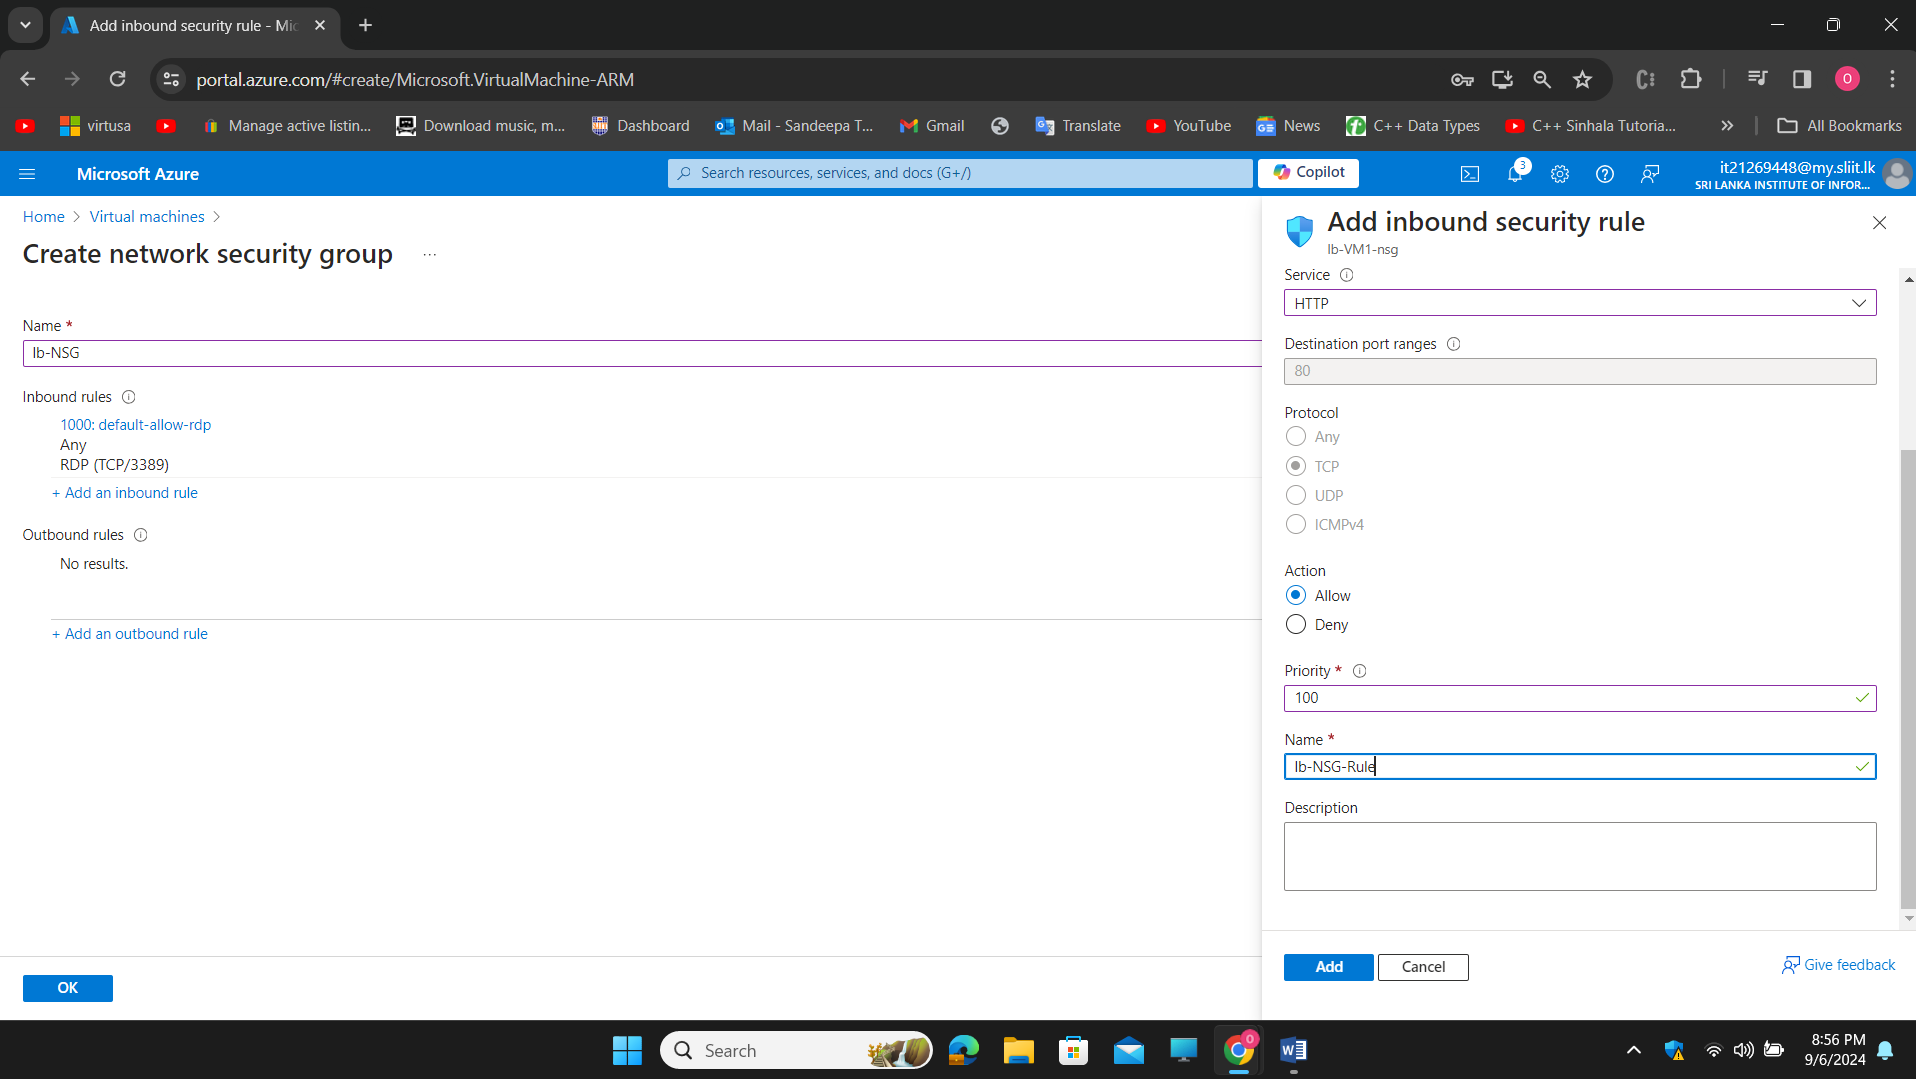 Add inbound security rule - Mic
portal.azure.com/#create/Microsoft.VirtualMachine-ARM
O
virtusa
Manage active listin...
Download music, m...
Dashboard
Mail - Sandeepa T...
Gmail
Translate
YouTube
News
C++ Data Types
C++ Sinhala Tutoria...
All Bookmarks
Microsoft Azure
Search resources, services, and docs (G+/)
Copilot
3
it21269448@my.sliit.lk
SRI LANKA INSTITUTE OF INFOR...
Home > Virtual machines >
Create network security group ...
Name *
lb-NSG
Inbound rules
1000: default-allow-rdp
Any
RDP (TCP/3389)
+ Add an inbound rule
Outbound rules
No results.
+ Add an outbound rule
OK
Add inbound security rule
lb-VM1-nsg
Service
HTTP
Destination port ranges
80
Protocol
Any
TCP
UDP
ICMPv4
Action
Allow
Deny
Priority *
100
Name *
lb-NSG-Rule
Description
Add
Cancel
Give feedback
Search
8:56 PM
9/6/2024